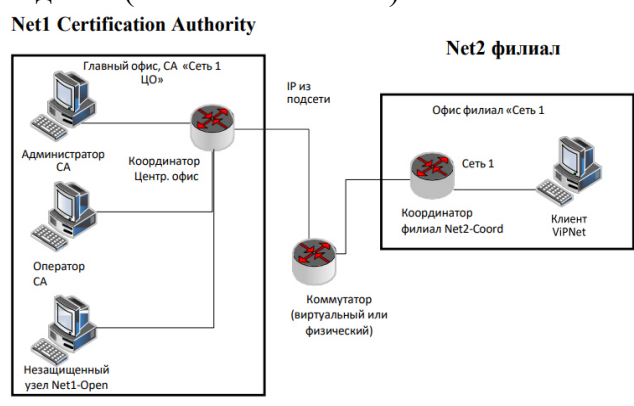 Net1 Certification Authority
Net2 филиал
Главный офис, СА «Сеть 1
ЦО»
IP из
подсети
Офис филиал «Сеть 1
Администратор
СА
Координатор
Центр. офис
Сеть 1
Координатор
филиал Net2-Coord
Клиент
ViPNet
Оператор
СА
Коммутатор
(виртуальный или
физический)
Незащищенный
узел Net1-Open